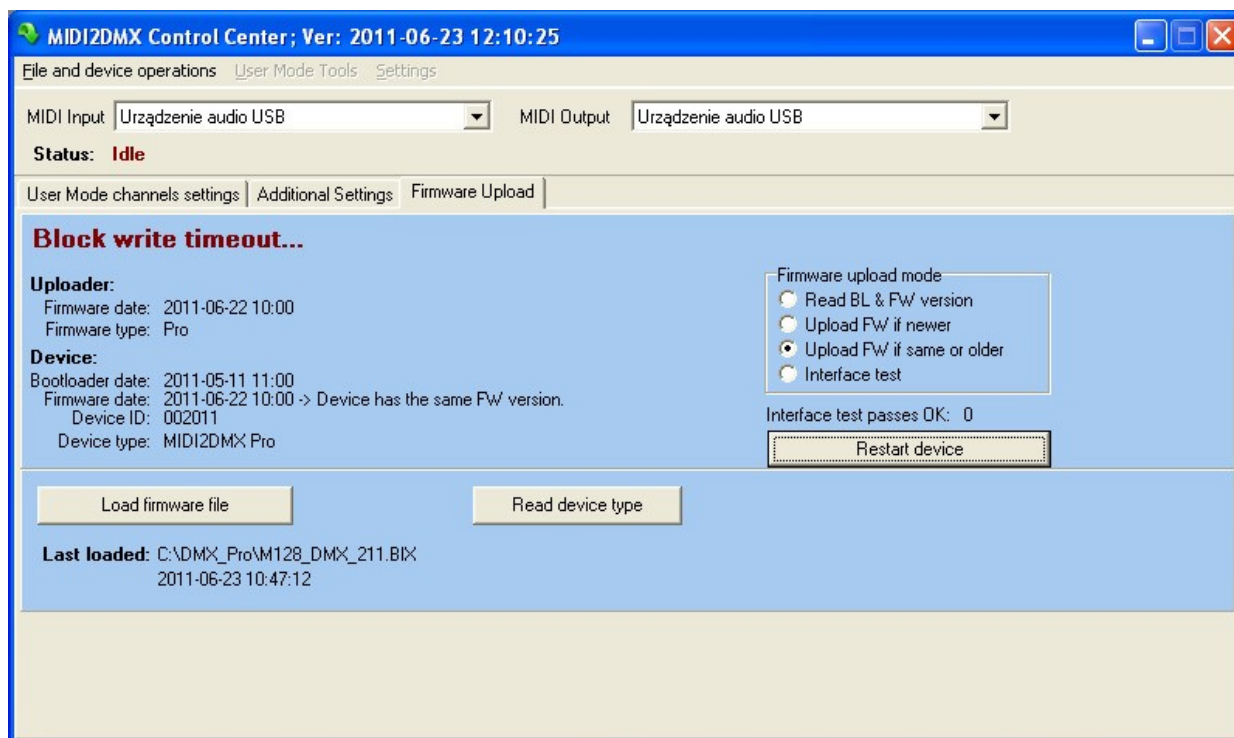 MIDI2DMX Control Center; Ver: 2011-06-23 12:10:25
File and device operations User Mode Tools Settings
MIDI Input Urządzenie audio USB MIDI Output Urządzenie audio USB
Status: Idle
User Mode channels settings Additional Settings Firmware Upload
Block write timeout...
Uploader:
Firmware date: 2011-06-22 10:00
Firmware type: Pro
Device:
Bootloader date: 2011-05-11 11:00
Firmware date: 2011-06-22 10:00 -> Device has the same FW version.
Device ID: 002011
Device type: MIDI2DMX Pro
Firmware upload mode
Read BL & FW version
Upload FW if newer
Upload FW if same or older
Interface test
Interface test passes OK: 0
Restart device
Load firmware file Read device type
Last loaded: C:\DMX_Pro\M128_DMX_211.BIX
2011-06-23 10:47:12